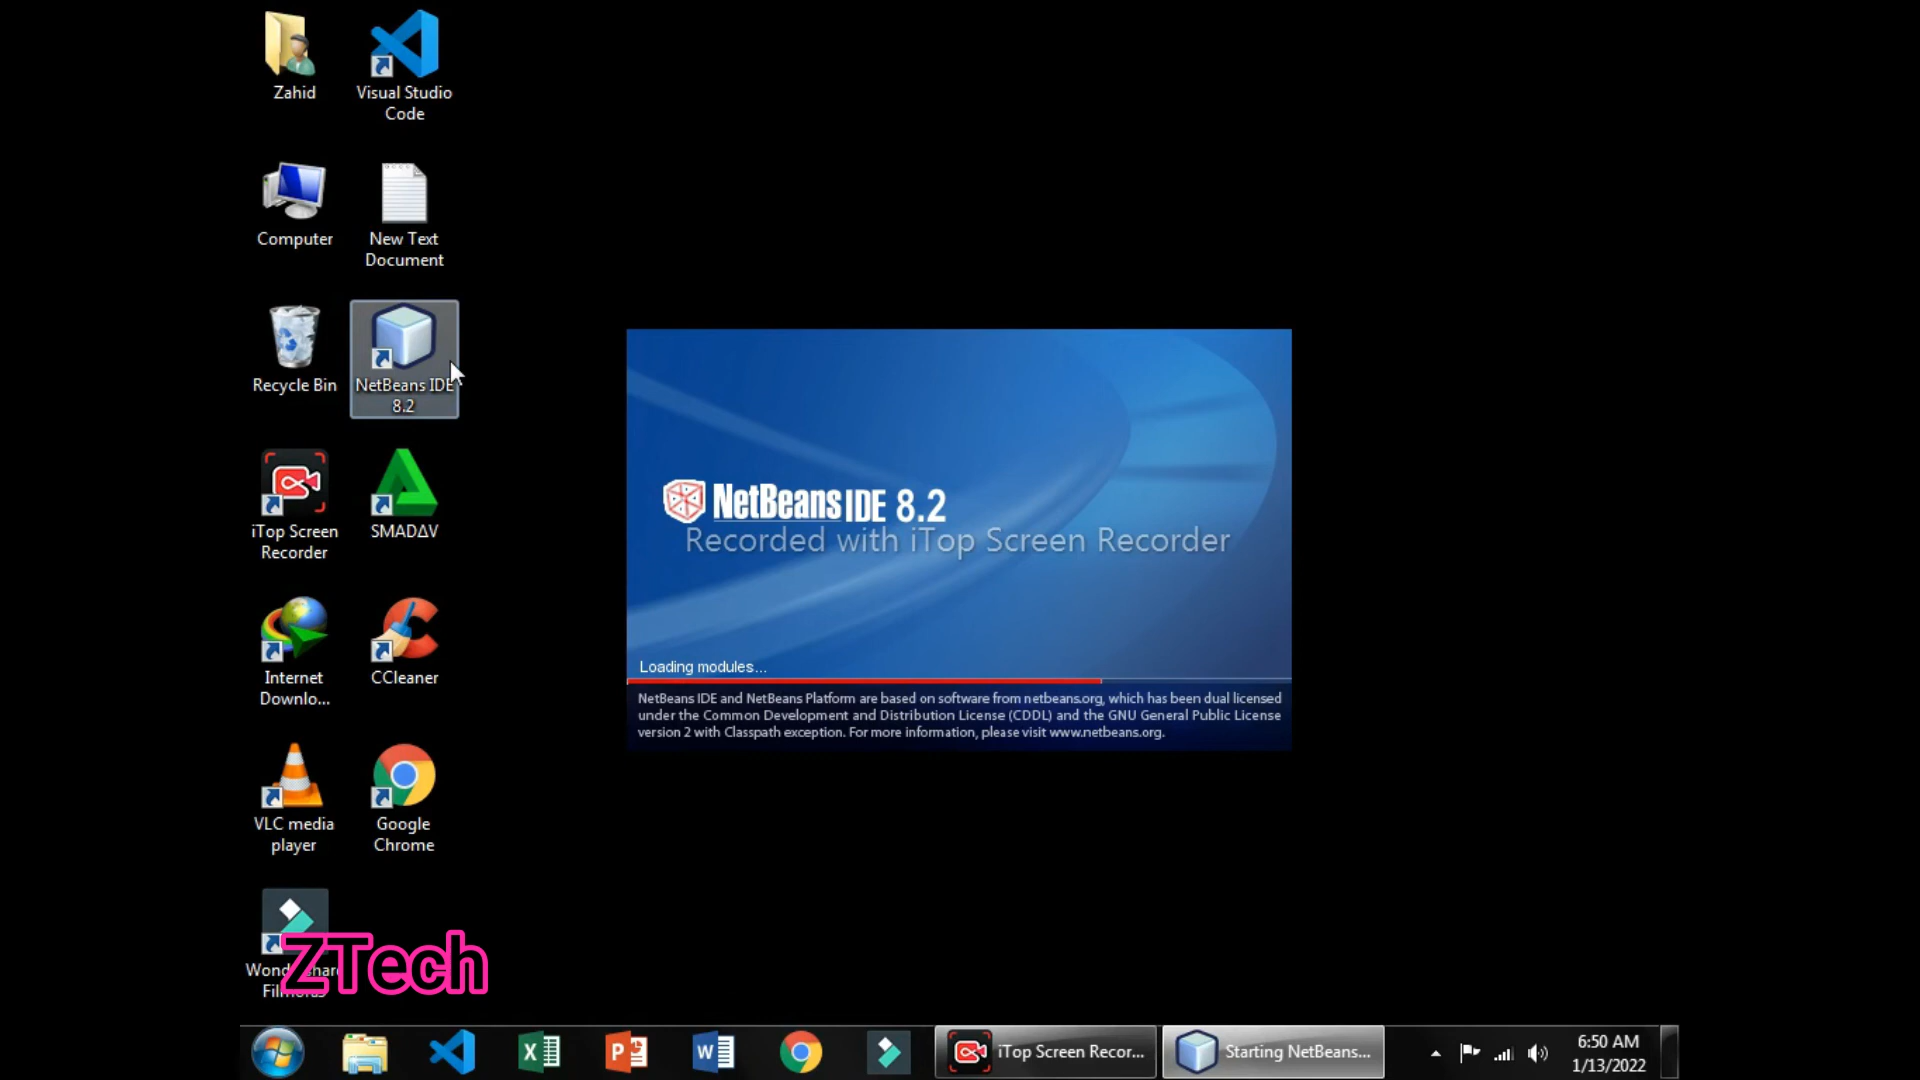 Zahid
Visual Studio
Code
Computer
New Text
Document
Recycle Bin
NetBeans IDE
8.2
iTop Screen
Recorder
SMADΔV
Internet
Downlo...
CCleaner
VLC media
player
Google
Chrome
ZTech
NetBeans IDE 8.2
Recorded with iTop Screen Recorder
Loading modules...
NetBeans IDE and NetBeans Platform are based on software from netbeans.org, which has been dual licensed
under the Common Development and Distribution License (CDDL) and the GNU General Public License
version 2 with Classpath exception. For more information, please visit www.netbeans.org.
iTop Screen Recor...
Starting NetBeans...
6:50 AM
1/13/2022